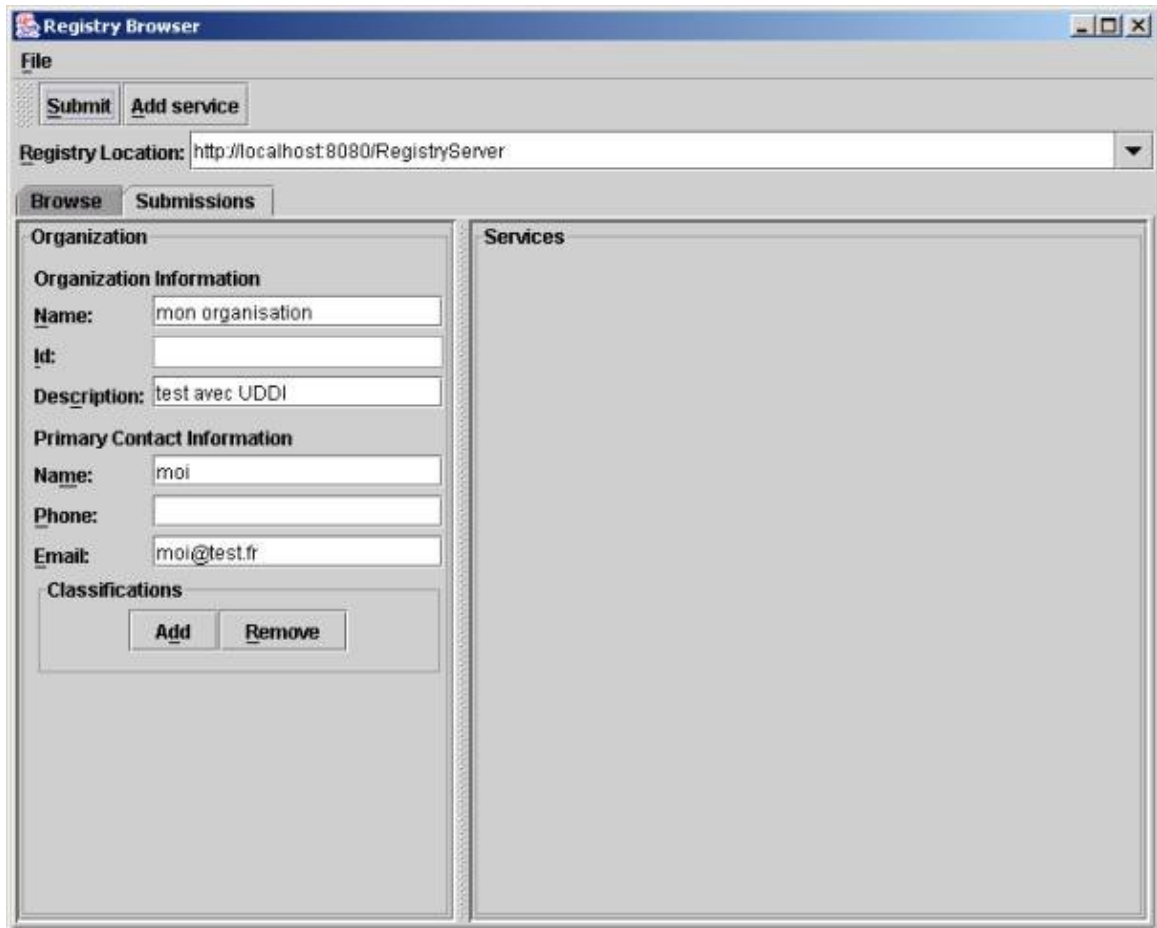 Registry Browser
File
Submit Add service
Registry Location: http://localhost:8080/RegistryServer
Browse Submissions
Organization
Organization Information
Name: mon organisation
Id:
Description: test avec UDDI
Primary Contact Information
Name: moi
Phone:
Email: moi@test.fr
Classifications
Add Remove
Services